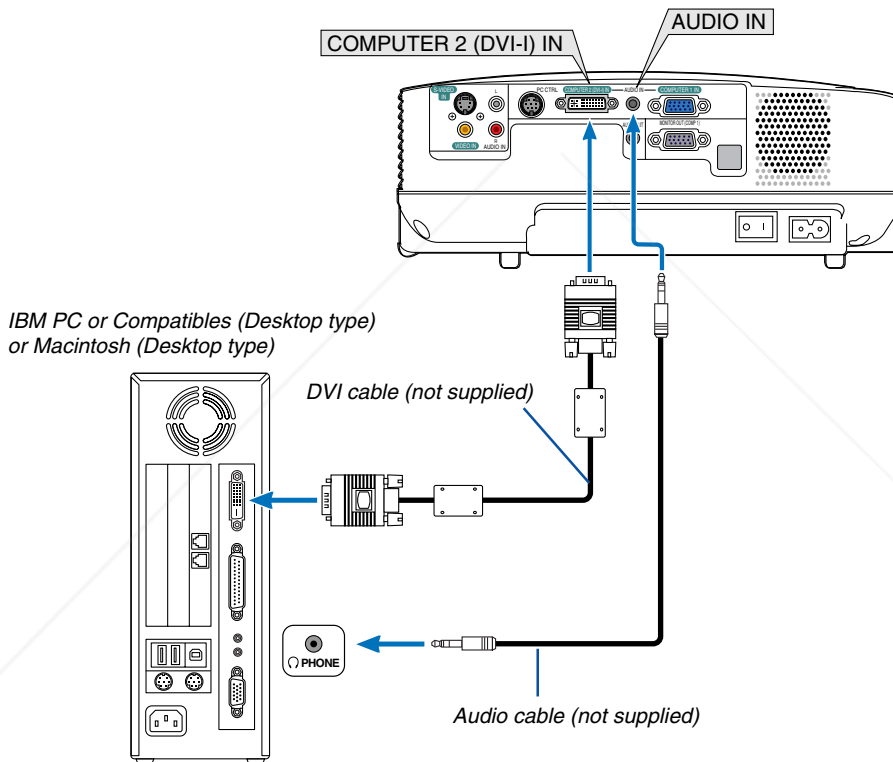 COMPUTER 2 (DVI-I) IN
AUDIO IN
S-VIDEO IN
L
PC CTRL
COMPUTER 2 (DVI-I) IN
AUDIO IN
COMPUTER 1 IN
VIDEO IN
R
AUDIO IN
MONITOR OUT (COMP 1)
IBM PC or Compatibles (Desktop type)
or Macintosh (Desktop type)
DVI cable (not supplied)
PHONE
Audio cable (not supplied)